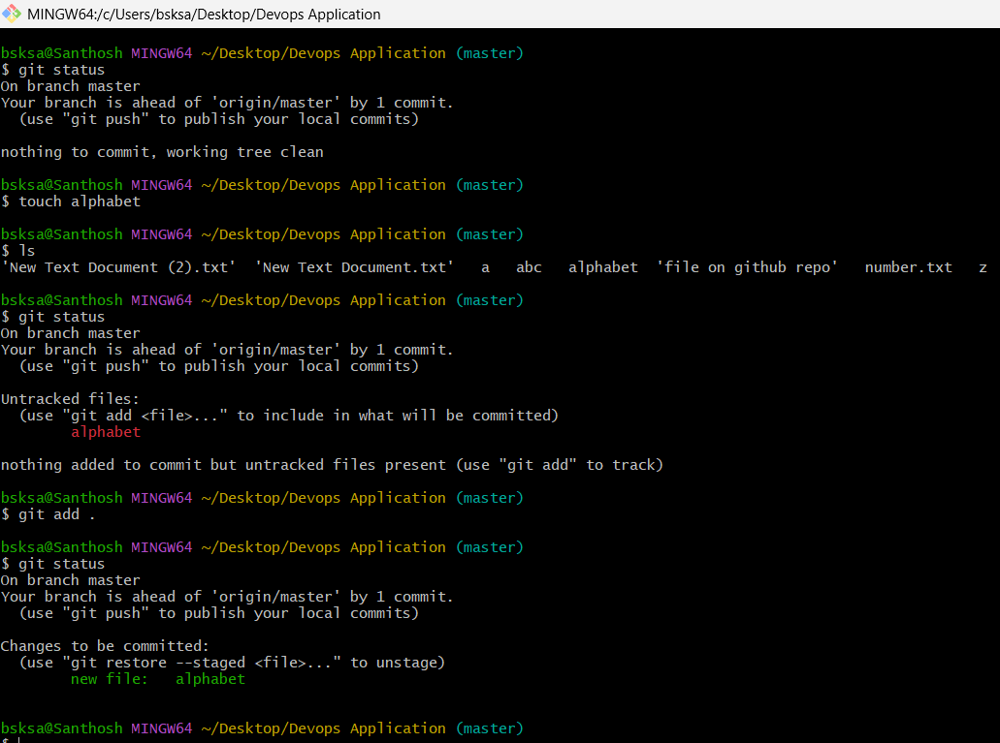 MINGW64:/c/Users/bsksa/Desktop/Devops Application
bsksa@Santhosh MINGW64 ~/Desktop/Devops Application (master)
$ git status
On branch master
Your branch is ahead of 'origin/master' by 1 commit.
  (use "git push" to publish your local commits)
nothing to commit, working tree clean
bsksa@Santhosh MINGW64 ~/Desktop/Devops Application (master)
$ touch alphabet
bsksa@Santhosh MINGW64 ~/Desktop/Devops Application (master)
$ ls
'New Text Document (2).txt'  'New Text Document.txt'   a   abc   alphabet  'file on github repo'   number.txt   z
bsksa@Santhosh MINGW64 ~/Desktop/Devops Application (master)
$ git status
On branch master
Your branch is ahead of 'origin/master' by 1 commit.
  (use "git push" to publish your local commits)
Untracked files:
  (use "git add <file>..." to include in what will be committed)
        alphabet
nothing added to commit but untracked files present (use "git add" to track)
bsksa@Santhosh MINGW64 ~/Desktop/Devops Application (master)
$ git add .
bsksa@Santhosh MINGW64 ~/Desktop/Devops Application (master)
$ git status
On branch master
Your branch is ahead of 'origin/master' by 1 commit.
  (use "git push" to publish your local commits)
Changes to be committed:
  (use "git restore --staged <file>..." to unstage)
        new file:   alphabet
bsksa@Santhosh MINGW64 ~/Desktop/Devops Application (master)
$